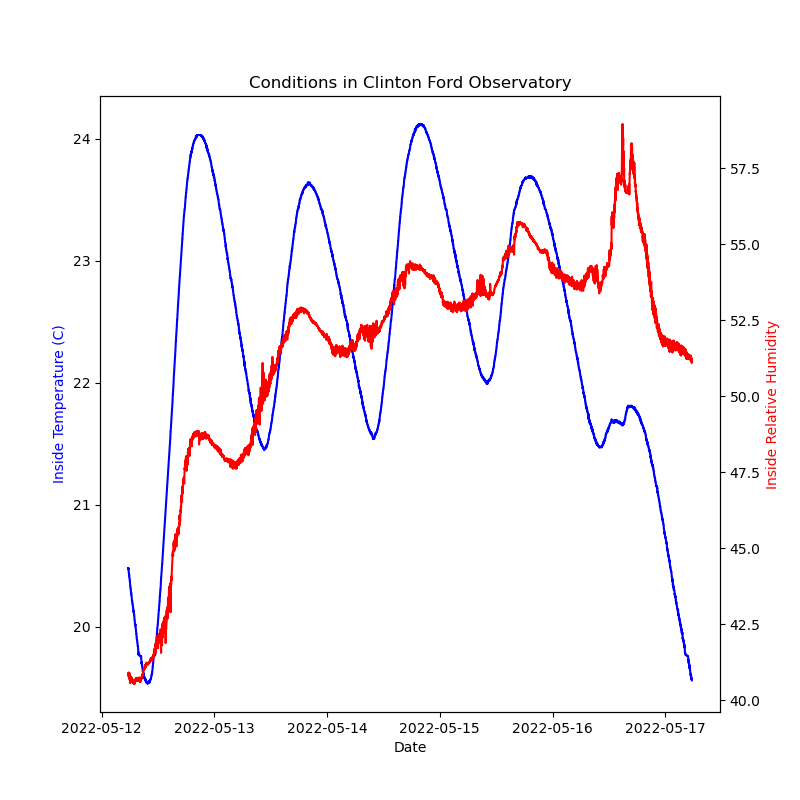 Conditions in Clinton Ford Observatory
24
23
22
21
20
Inside Temperature (C)
57.5
55.0
52.5
50.0
47.5
45.0
42.5
40.0
Inside Relative Humidity
2022-05-12 2022-05-13 2022-05-14 2022-05-15 2022-05-16 2022-05-17
Date